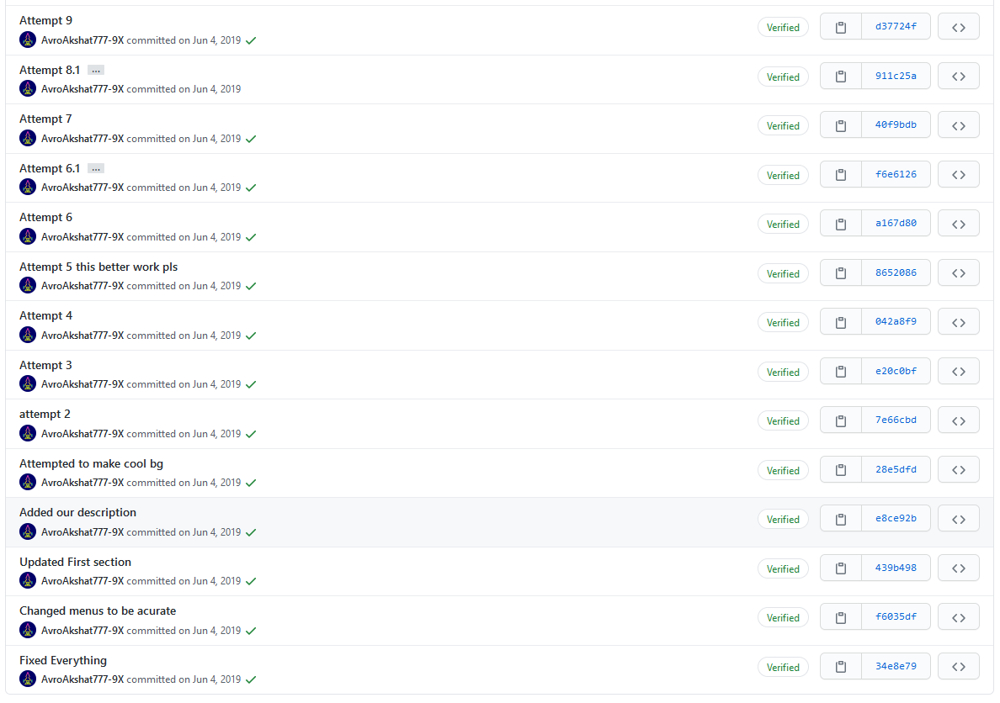 Attempt 9
AvroAkshat777-9X committed on Jun 4, 2019
Verified
d37724f
Attempt 8.1 ...
AvroAkshat777-9X committed on Jun 4, 2019
Verified
911c25a
Attempt 7
AvroAkshat777-9X committed on Jun 4, 2019
Verified
40f9bdb
Attempt 6.1 ...
AvroAkshat777-9X committed on Jun 4, 2019
Verified
f6e6126
Attempt 6
AvroAkshat777-9X committed on Jun 4, 2019
Verified
a167d80
Attempt 5 this better work pls
AvroAkshat777-9X committed on Jun 4, 2019
Verified
8652086
Attempt 4
AvroAkshat777-9X committed on Jun 4, 2019
Verified
042a8f9
Attempt 3
AvroAkshat777-9X committed on Jun 4, 2019
Verified
e20c0bf
attempt 2
AvroAkshat777-9X committed on Jun 4, 2019
Verified
7e66cbd
Attempted to make cool bg
AvroAkshat777-9X committed on Jun 4, 2019
Verified
28e5dfd
Added our description
AvroAkshat777-9X committed on Jun 4, 2019
Verified
e8ce92b
Updated First section
AvroAkshat777-9X committed on Jun 4, 2019
Verified
439b498
Changed menus to be acurate
AvroAkshat777-9X committed on Jun 4, 2019
Verified
f6035df
Fixed Everything
AvroAkshat777-9X committed on Jun 4, 2019
Verified
34e8e79